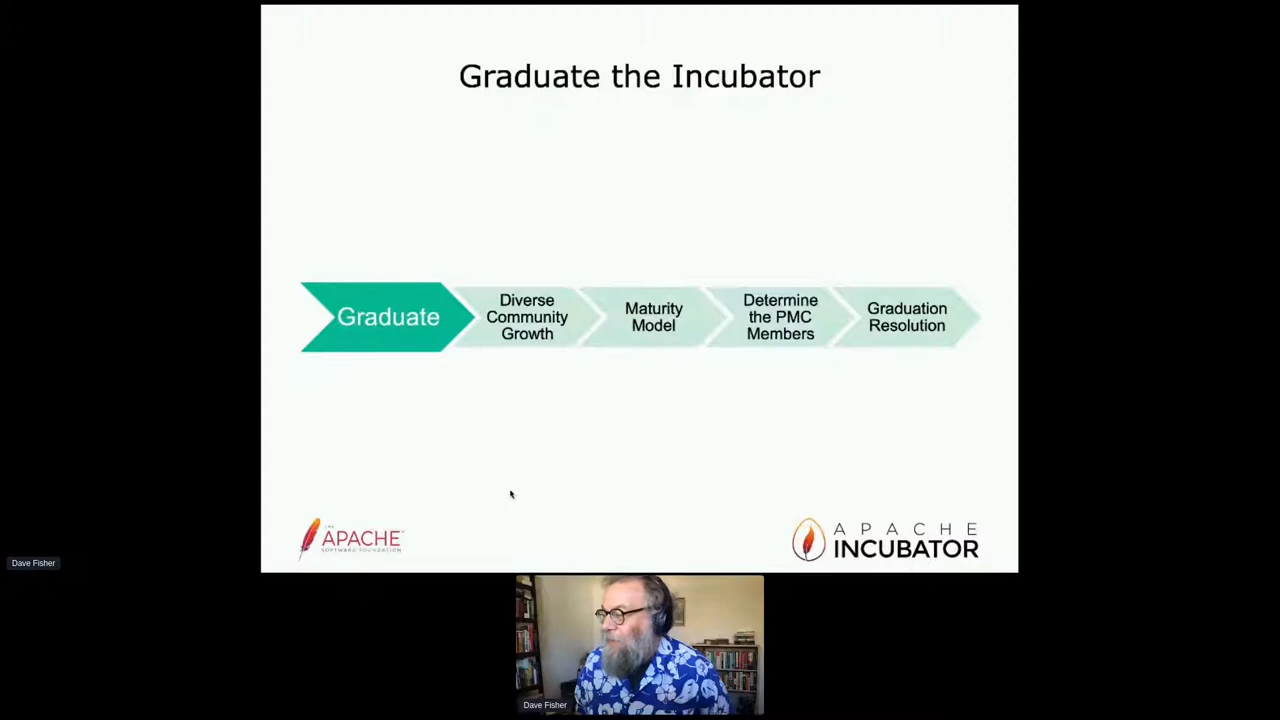 Graduate the Incubator
Graduate
Diverse
Community
Growth
Maturity
Model
Determine
the PMC
Members
Graduation
Resolution
THE
APACHE
SOFTWARE FOUNDATION
APACHE
INCUBATOR
Dave Fisher
Dave Fisher